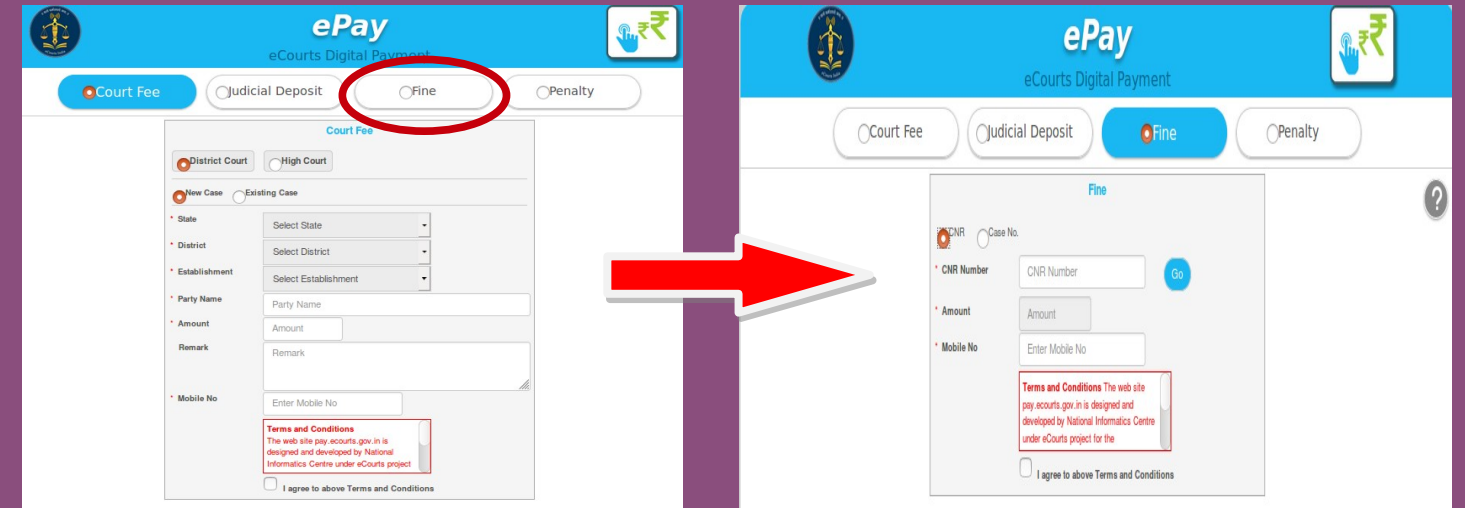 ePay
eCourts Digital Payment
Court Fee
Judicial Deposit
Fine
Penalty
Court Fee
District Court
High Court
New Case
Existing Case
* State
Select State
* District
Select District
* Establishment
Select Establishment
* Party Name
Party Name
* Amount
Amount
Remark
Remark
* Mobile No
Enter Mobile No
Terms and Conditions
The web site pay.ecourts.gov.in is
designed and developed by National
Informatics Centre under eCourts project
I agree to above Terms and Conditions
ePay
eCourts Digital Payment
Court Fee
Judicial Deposit
Fine
Penalty
Fine
?
CNR
Case No.
* CNR Number
CNR Number
Go
* Amount
Amount
* Mobile No
Enter Mobile No
Terms and Conditions The web site
pay.ecourts.gov.in is designed and
developed by National Informatics Centre
under eCourts project for the
I agree to above Terms and Conditions